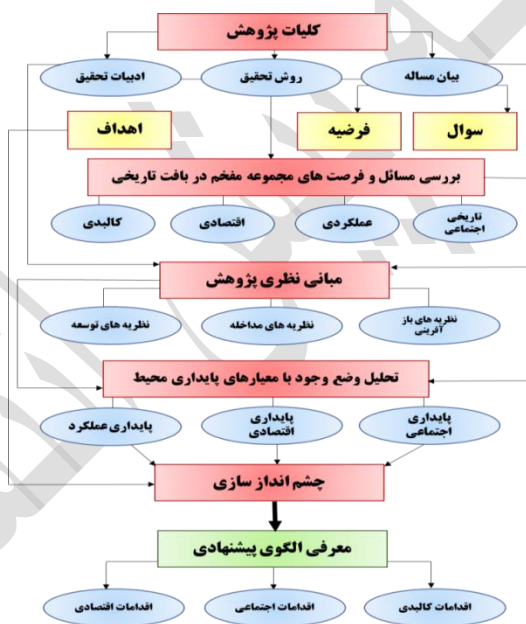 کلیات پژوهش
بیان مساله
روش تحقیق
ادبیات تحقیق
سوال
فرضیه
اهداف
بررسی مسائل و فرصت های مجموعه مفخم در بافت تاریخی
تاریخی
اجتماعی
عملکردی
اقتصادی
کالبدی
مبانی نظری پژوهش
نظریه های باز
آفرینی
نظریه های مداخله
نظریه های توسعه
تحلیل وضع وجود با معیارهای پایداری محیط
پایداری
اجتماعی
پایداری
اقتصادی
پایداری عملکرد
چشم انداز سازی
معرفی الگوی پیشنهادی
اقدامات کالبدی
اقدامات اجتماعی
اقدامات اقتصادی